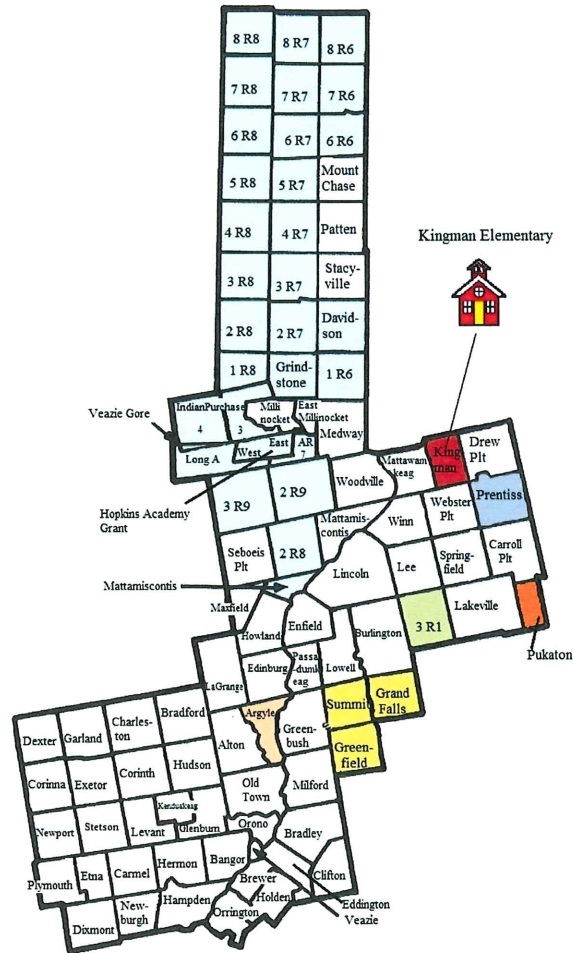 8 R8
8 R7
8 R6
7 R8
7 R7
7 R6
6 R8
6 R7
6 R6
5 R8
5 R7
Mount
Chase
4 R8
4 R7
Patten
Kingman Elementary
3 R8
3 R7
Stacy-
ville
2 R8
2 R7
David-
son
1 R8
Grind-
stone
1 R6
Veazie Gore
IndianPurchase
4
3
Milli
nocket
East
Millinocket
Medway
Long A
West
East
AR
7
Hopkins Academy
Grant
3 R9
2 R9
Woodville
Mattawam
keag
King
man
Drew
Plt
Prentiss
Webster
Plt
Winn
Mattamis-
contis
Seboeis
Plt
2 R8
Lincoln
Lee
Spring-
field
Carroll
Plt
Mattamiscontis
Maxfield
Howland
Enfield
Burlington
3 R1
Lakeville
Pukaton
Edinburg
Passa
-dumk
eag
Lowell
LaGrange
Argyle
Summi
Grand
Falls
Green-
bush
Green-
field
Dexter
Garland
Charles-
ton
Bradford
Alton
Corinna
Exetor
Corinth
Hudson
Old
Town
Milford
Newport
Stetson
Levant
Kenduskeag
Glenburn
Orono
Bradley
Plymouth
Etna
Carmel
Hermon
Bangor
Clifton
Eddington
Veazie
Brewer
Holden
Dixmont
New-
burgh
Hampden
Orrington